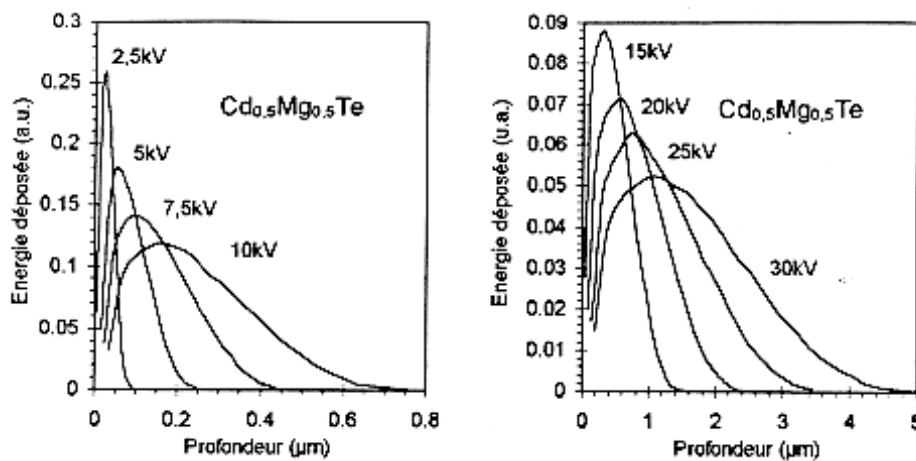 0.3
0.25
0.2
0.15
0.1
0.05
0
Energie déposée (a.u.)
2,5kV
Cd0,5Mg0,5Te
5kV
7,5kV
10kV
0 0.2 0.4 0.6 0.8
Profondeur (µm)
0.09
0.08
0.07
0.06
0.05
0.04
0.03
0.02
0.01
0
Energie déposée (u.a.)
15kV
20kV
Cd0,5Mg0,5Te
25kV
30kV
0 1 2 3 4 5
Profondeur (µm)